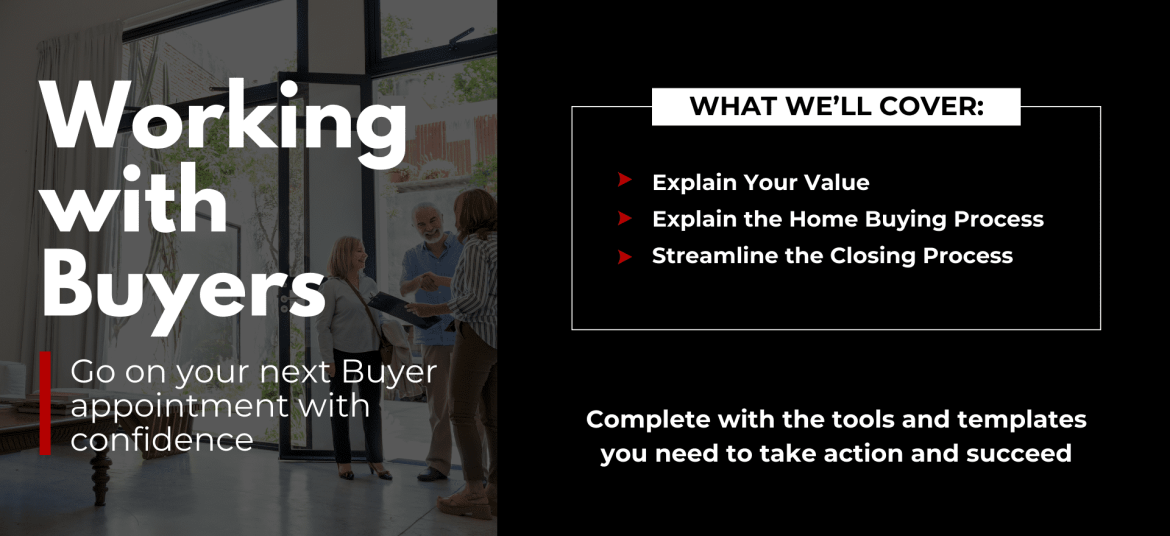 Working
with
Buyers
Go on your next Buyer
appointment with
confidence
WHAT WE'LL COVER:
Explain Your Value
Explain the Home Buying Process
Streamline the Closing Process
Complete with the tools and templates
you need to take action and succeed